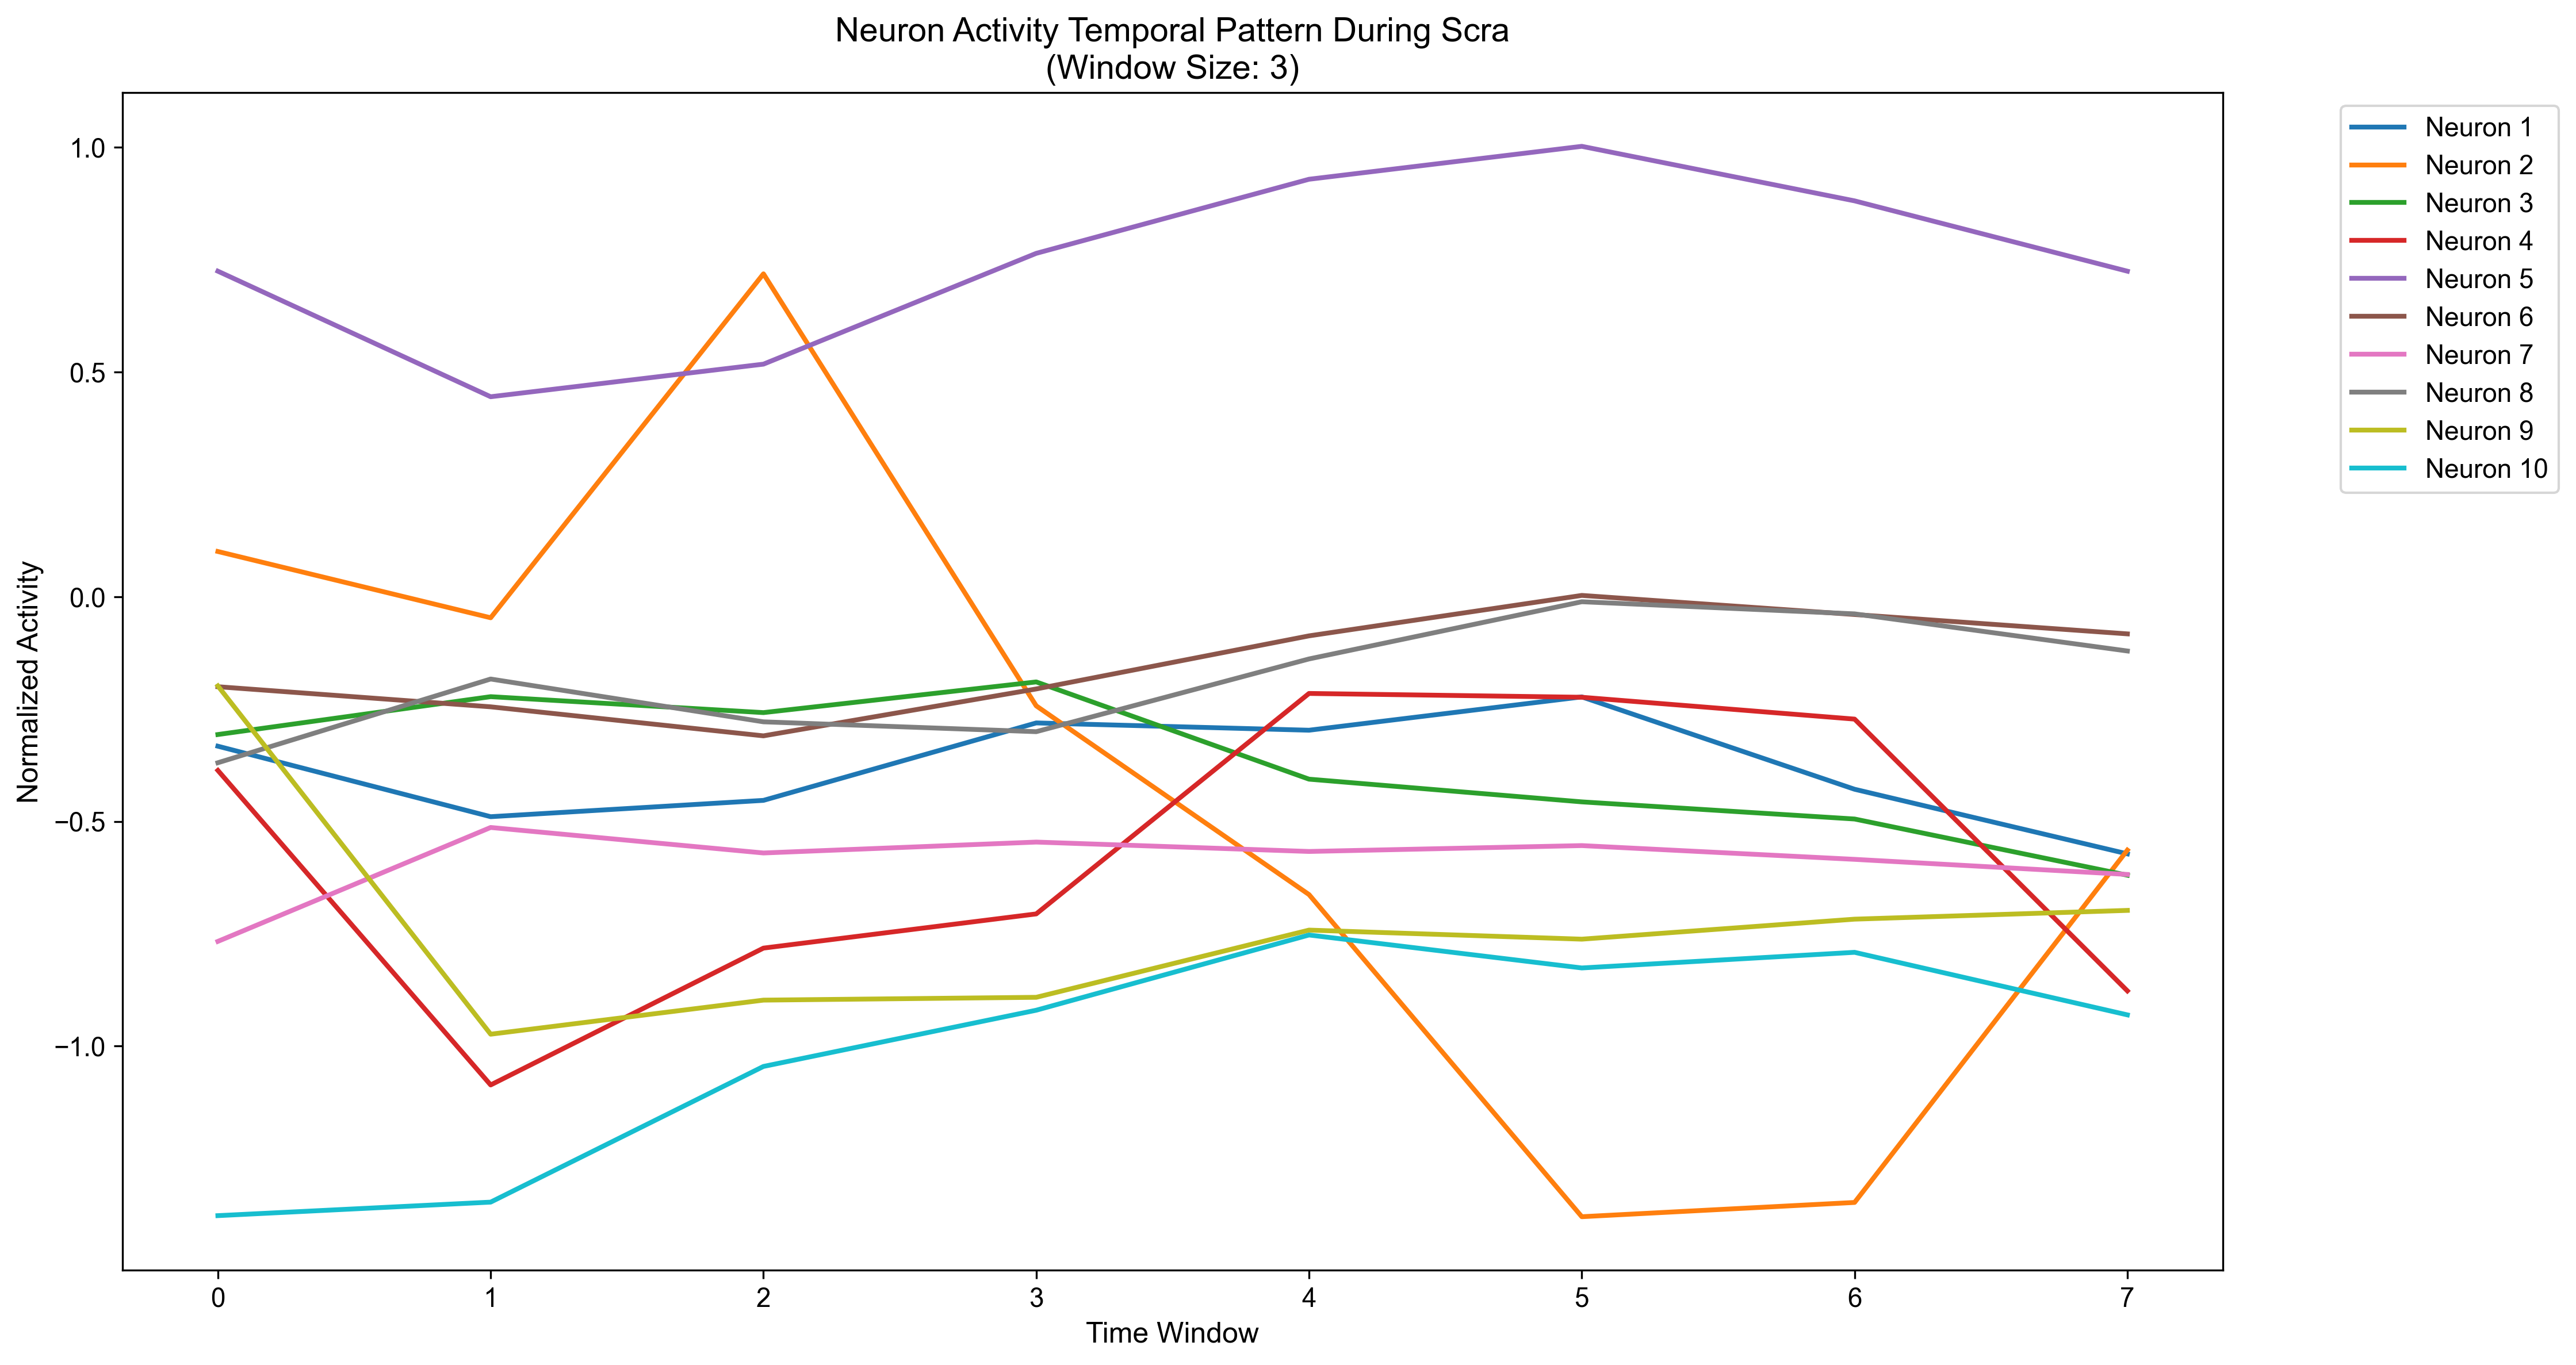 Neuron Activity Temporal Pattern During Scra
(Window Size: 3)
Normalized Activity
1.0
0.5
0.0
−0.5
−1.0
0 1 2 3 4 5 6 7
Time Window
Neuron 1
Neuron 2
Neuron 3
Neuron 4
Neuron 5
Neuron 6
Neuron 7
Neuron 8
Neuron 9
Neuron 10